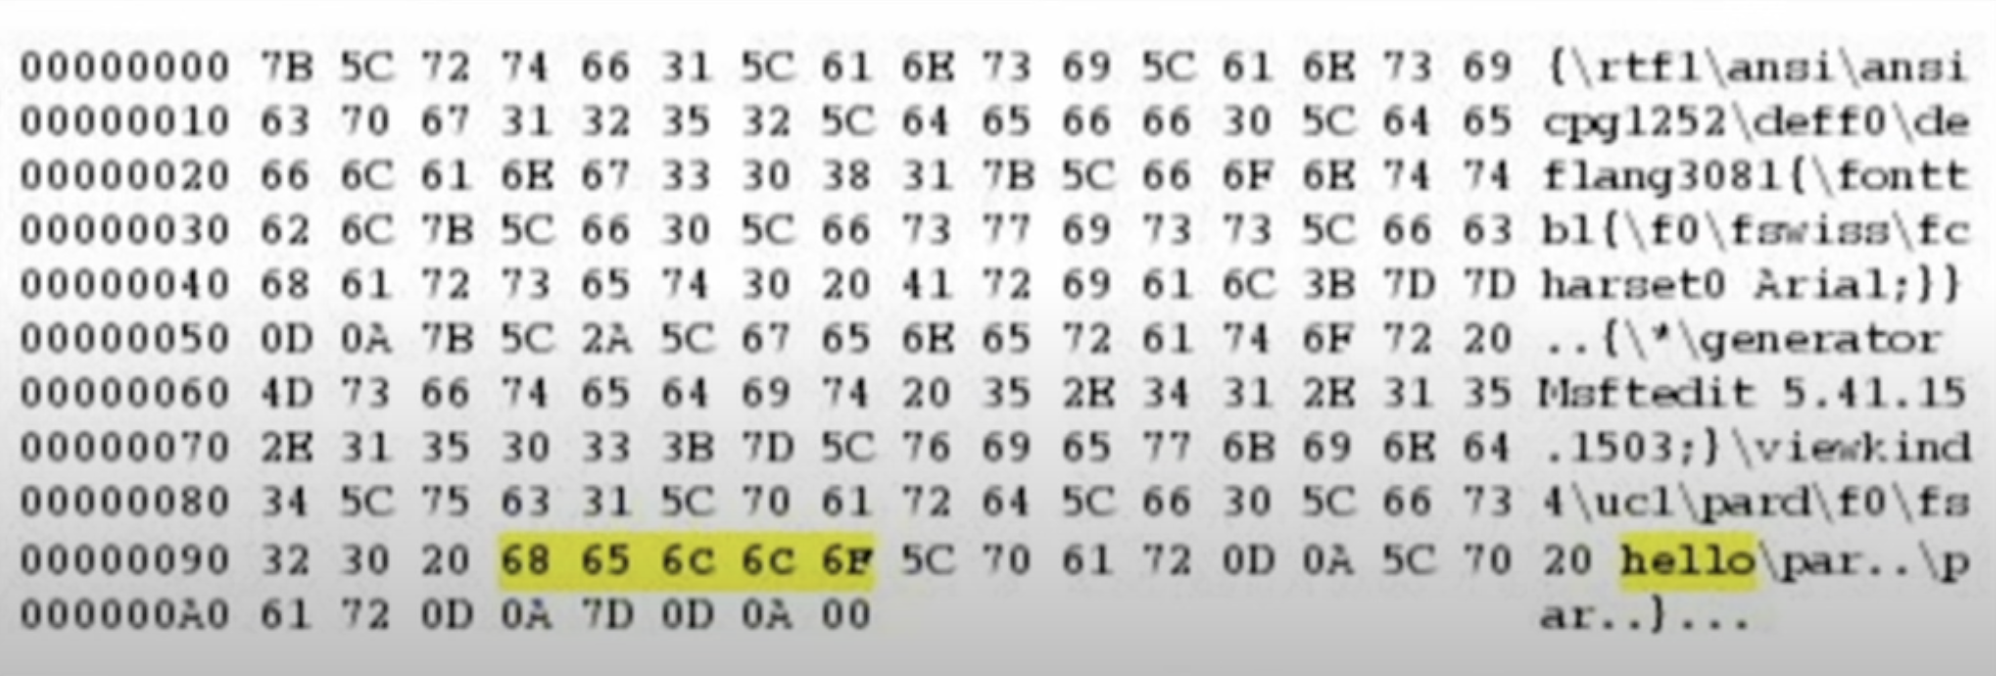 00000000 7B 5C 72 74 66 31 5C 61 6E 73 69 5C 61 6E 73 69 {\rtf1\ansi\ansi
00000010 63 70 67 31 32 35 32 5C 64 65 66 66 30 5C 64 65 cpg1252\deff0\de
00000020 66 6C 61 6E 67 33 30 38 31 7B 5C 66 6F 6E 74 74 flang3081{\fontt
00000030 62 6C 7B 5C 66 30 5C 66 73 77 69 73 73 5C 66 63 bl{\f0\fswiss\fc
00000040 68 61 72 73 65 74 30 20 41 72 69 61 6C 3B 7D 7D harset0 Arial;}}
00000050 0D 0A 7B 5C 2A 5C 67 65 6E 65 72 61 74 6F 72 20 ..{\*\generator
00000060 4D 73 66 74 65 64 69 74 20 35 2E 34 31 2E 31 35 Msftedit 5.41.15
00000070 2E 31 35 30 33 3B 7D 5C 76 69 65 77 6B 69 6E 64 .1503;}\viewkind
00000080 34 5C 75 63 31 5C 70 61 72 64 5C 66 30 5C 66 73 4\uc1\pard\f0\fs
00000090 32 30 20 68 65 6C 6C 6F 5C 70 61 72 0D 0A 5C 70 20 hello\par..\p
000000A0 61 72 0D 0A 7D 0D 0A 00 ar..}...